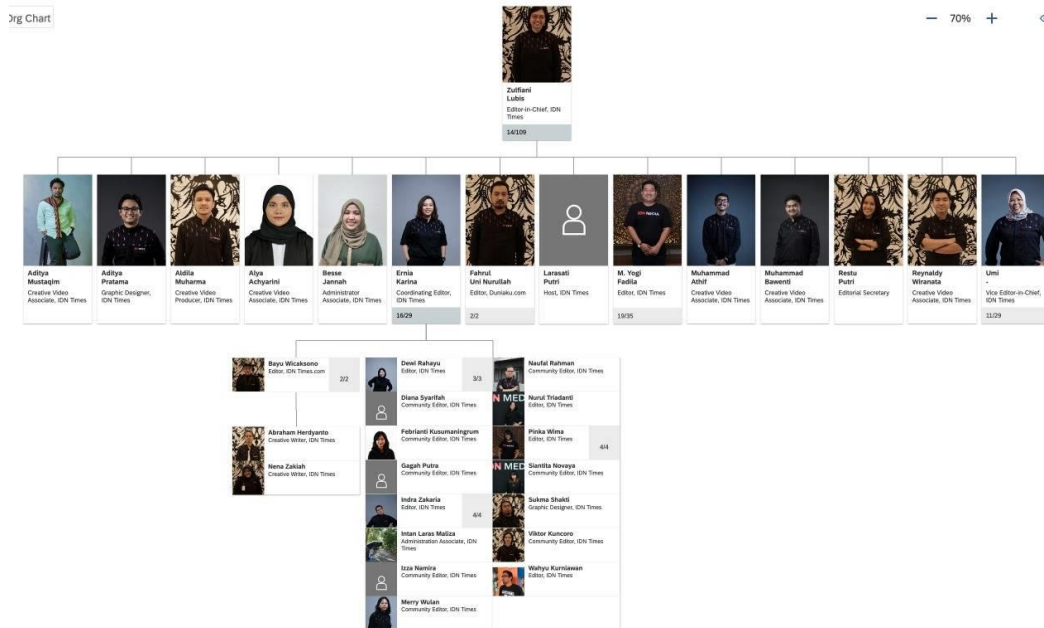 Org Chart
70%
Zulfiani
Lubis
Editor-in-Chief, IDN
Times
14/109
Aditya
Mustaqim
Creative Video
Associate, IDN Times
Aditya
Pratama
Graphic Designer,
IDN Times
Aldila
Muharma
Creative Video
Producer, IDN Times
Alya
Achyarini
Creative Video
Associate, IDN Times
Besse
Jannah
Administrator
Associate, IDN Times
Ernia
Karina
Coordinating Editor,
IDN Times
16/29
Fahrul
Uni Nurullah
Editor, Duniaku.com
2/2
Larasati
Putri
Host, IDN Times
M. Yogi
Fadila
Editor, IDN Times
19/35
Muhammad
Athif
Creative Video
Associate, IDN Times
Muhammad
Bawenti
Creative Video
Associate, IDN Times
Restu
Putri
Editorial Secretary
Reynaldy
Wiranata
Creative Video
Associate, IDN Times
Umi
-
Vice Editor-in-Chief,
IDN Times
11/29
Bayu Wicaksono
Editor, IDN Times.com
2/2
Abraham Herdyanto
Creative Writer, IDN Times
Nena Zakiah
Creative Writer, IDN Times
Dewi Rahayu
Editor, IDN Times
3/3
Diana Syarifah
Community Editor, IDN Times
Febrianti Kusumaningrum
Community Editor, IDN Times
Gagah Putra
Community Editor, IDN Times
Indra Zakaria
Editor, IDN Times
4/4
Intan Laras Maliza
Administration Associate, IDN
Times
Izza Namira
Community Editor, IDN Times
Merry Wulan
Community Editor, IDN Times
Naufal Rahman
Community Editor, IDN Times
N MED
Nurul Triedanti
Editor, IDN Times
Pinka Wima
Editor, IDN Times
4/4
N MED
Siantita Novaya
Community Editor, IDN Times
Sukma Shakti
Graphic Designer, IDN Times
Viktor Kuncoro
Community Editor, IDN Times
Wahyu Kurniawan
Editor, IDN Times